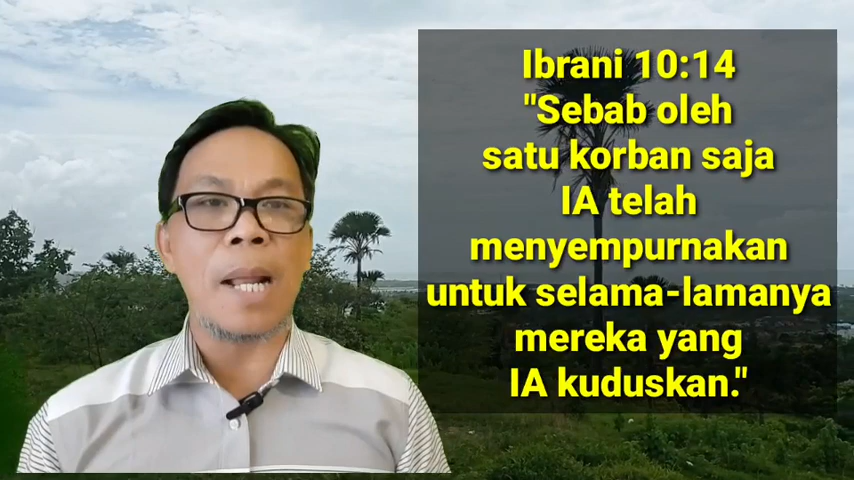 Ibrani 10:14
"Sebab oleh
satu korban saja
IA telah
menyempurnakan
untuk selama-lamanya
mereka yang
IA kuduskan."